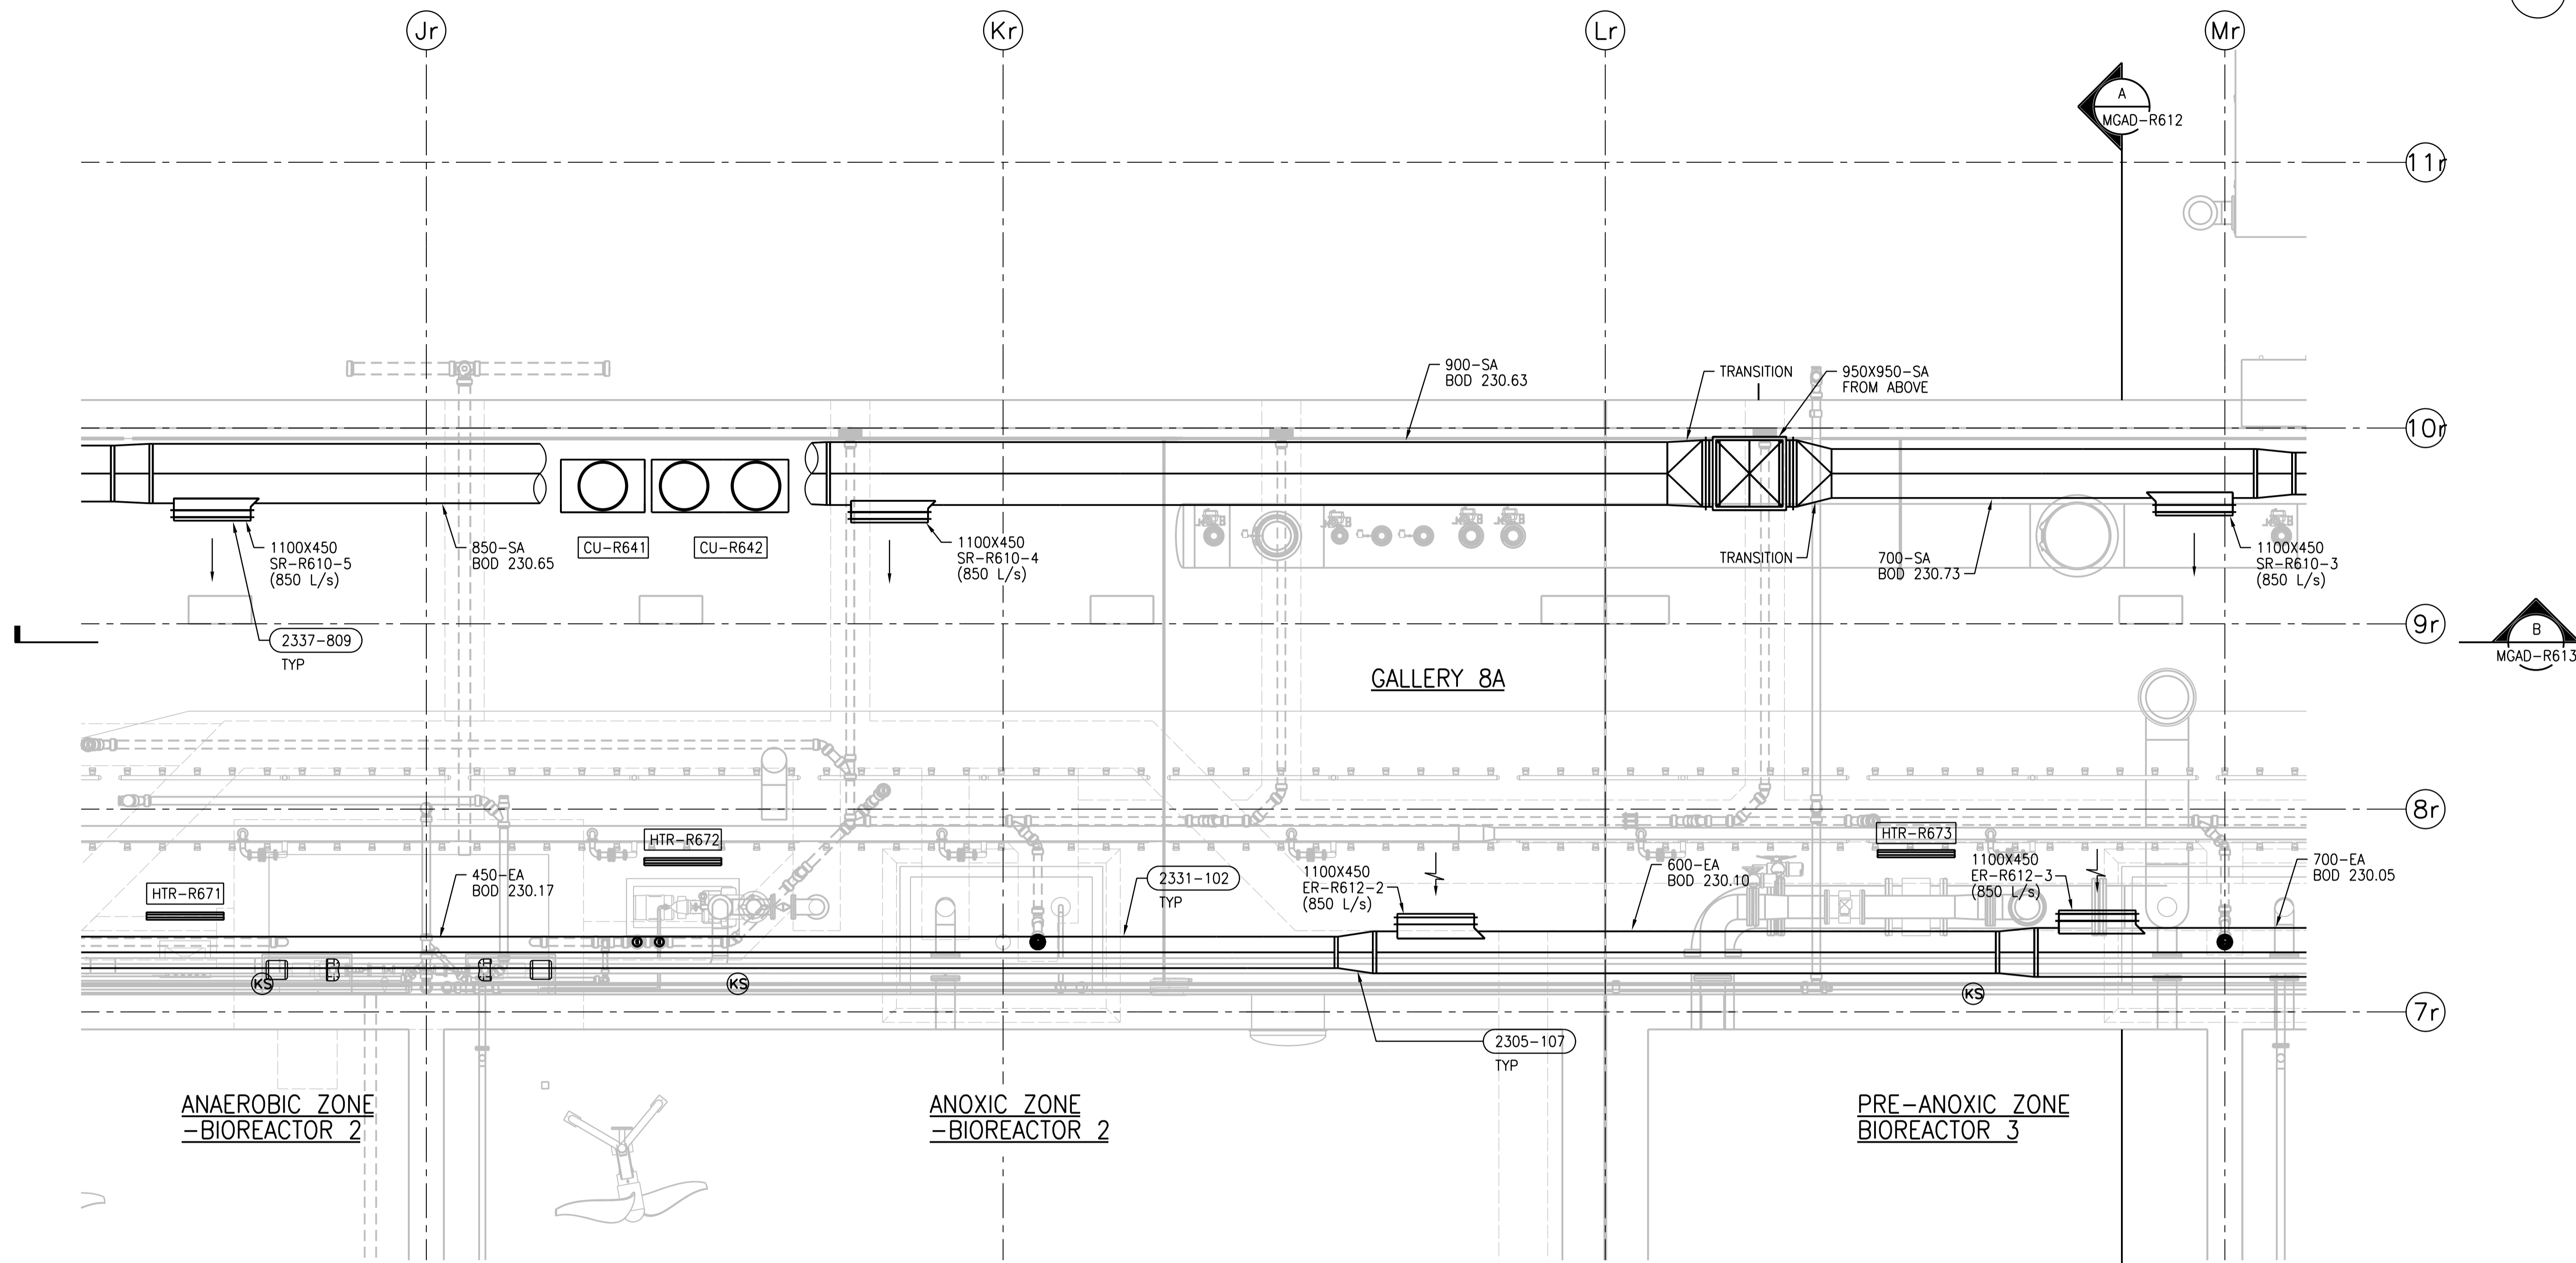 Jr
Kr
Lr
Mr
A
MGAD-R612
11r
900-SA
BOD 230.63
TRANSITION
950X950-SA
FROM ABOVE
10r
1100X450
SR-R610-5
(850 L/s)
850-SA
BOD 230.65
CU-R641
CU-R642
1100X450
SR-R610-4
(850 L/s)
TRANSITION
700-SA
BOD 230.73
1100X450
SR-R610-3
(850 L/s)
2337-809
TYP
9r
B
MGAD-R613
GALLERY 8A
8r
HTR-R671
450-EA
BOD 230.17
HTR-R672
2331-102
TYP
1100X450
ER-R612-2
(850 L/s)
600-EA
BOD 230.10
HTR-R673
1100X450
ER-R612-3
(850 L/s)
700-EA
BOD 230.05
KS
KS
KS
7r
2305-107
TYP
ANAEROBIC ZONE
-BIOREACTOR 2
ANOXIC ZONE
-BIOREACTOR 2
PRE-ANOXIC ZONE
BIOREACTOR 3